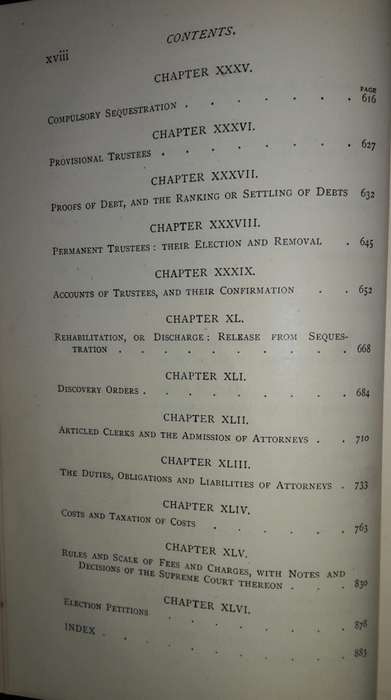 xviii CONTENTS.
CHAPTER XXXV.
PAGE
COMPULSORY SEQUESTRATION . . . . . . 616
CHAPTER XXXVI.
PROVISIONAL TRUSTEES . . . . . . . 627
CHAPTER XXXVII.
PROOFS OF DEBT, AND THE RANKING OR SETTLING OF DEBTS 632
CHAPTER XXXVIII.
PERMANENT TRUSTEES: THEIR ELECTION AND REMOVAL . 645
CHAPTER XXXIX.
ACCOUNTS OF TRUSTEES, AND THEIR CONFIRMATION . . 652
CHAPTER XL.
REHABILITATION, OR DISCHARGE: RELEASE FROM SEQUES-
TRATION . . . . . . . . . 668
CHAPTER XLI.
DISCOVERY ORDERS . . . . . . . . 684
CHAPTER XLII.
ARTICLED CLERKS AND THE ADMISSION OF ATTORNEYS . . 710
CHAPTER XLIII.
THE DUTIES, OBLIGATIONS AND LIABILITIES OF ATTORNEYS . 733
CHAPTER XLIV.
COSTS AND TAXATION OF COSTS . . . . . 763
CHAPTER XLV.
RULES AND SCALE OF FEES AND CHARGES, WITH NOTES AND
DECISIONS OF THE SUPREME COURT THEREON . . . 830
CHAPTER XLVI.
ELECTION PETITIONS . . . . . . . 878
INDEX . . . . . . . . . 883